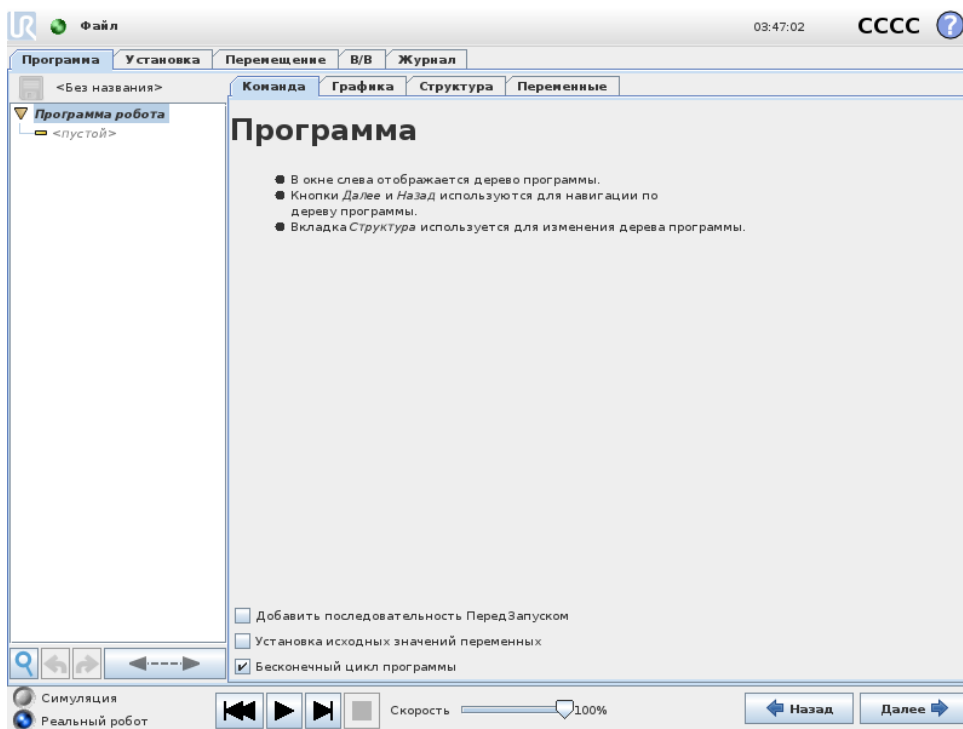 UR Файл 03:47:02 CCCC ?
Программа Установка Перемещение В/В Журнал
<Без названия> Команда Графика Структура Переменные
Программа робота
<пустой>
Программа
В окне слева отображается дерево программы.
Кнопки Далее и Назад используются для навигации по
дереву программы.
Вкладка Структура используется для изменения дерева программы.
Добавить последовательность ПередЗапуском
Установка исходных значений переменных
Бесконечный цикл программы
Симуляция
Реальный робот
Скорость 100% Назад Далее